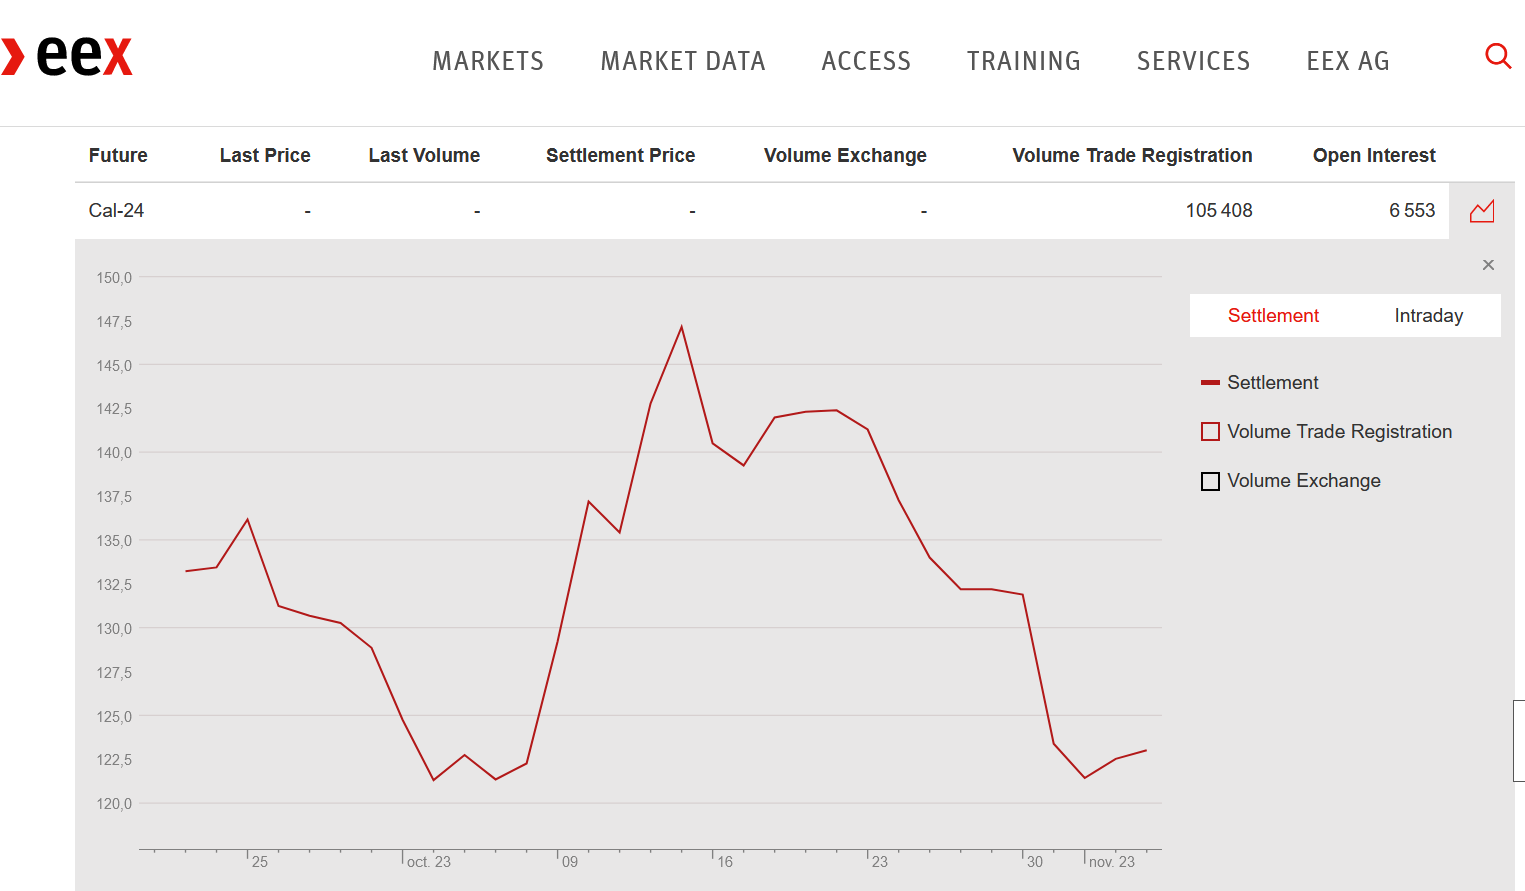 eex
MARKETS MARKET DATA ACCESS TRAINING SERVICES EEX AG
Future Last Price Last Volume Settlement Price Volume Exchange Volume Trade Registration Open Interest
Cal-24 - - - - 105 408 6 553
150,0
147,5
145,0
142,5
140,0
137,5
135,0
132,5
130,0
127,5
125,0
122,5
120,0
25 oct. 23 09 16 23 30 nov. 23
×
Settlement Intraday
Settlement
Volume Trade Registration
Volume Exchange